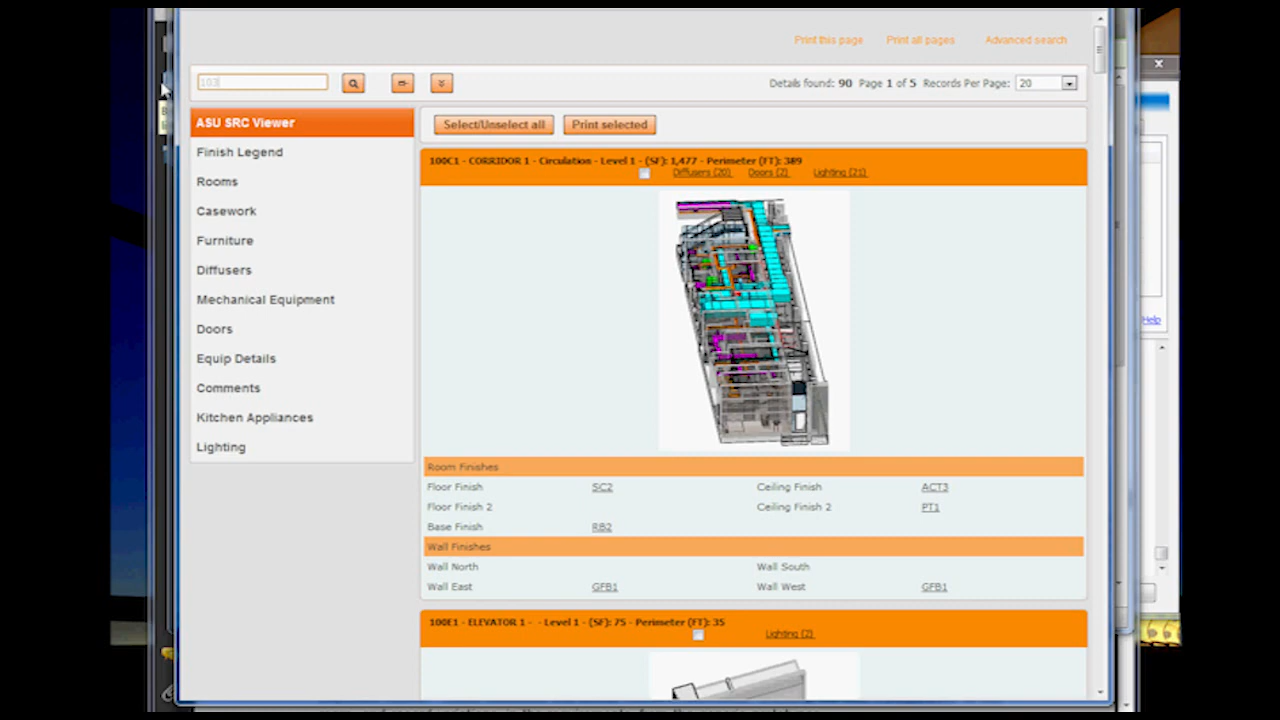 Print this page Print all pages Advanced search
103
Details found: 90 Page 1 of 5 Records Per Page: 20
ASU SRC Viewer
Finish Legend
Rooms
Casework
Furniture
Diffusers
Mechanical Equipment
Doors
Equip Details
Comments
Kitchen Appliances
Lighting
Select/Unselect all Print selected
100C1 - CORRIDOR 1 - Circulation - Level 1 - (SF): 1,477 - Perimeter (FT): 389
Diffusers (20) Doors (2) Lighting (21)
Room Finishes
Floor Finish SC2 Ceiling Finish ACT3
Floor Finish 2 Ceiling Finish 2 PT1
Base Finish RB2
Wall Finishes
Wall North Wall South
Wall East GFB1 Wall West GFB1
100E1 - ELEVATOR 1 - - Level 1 - (SF): 75 - Perimeter (FT): 35
Lighting (2)
Help